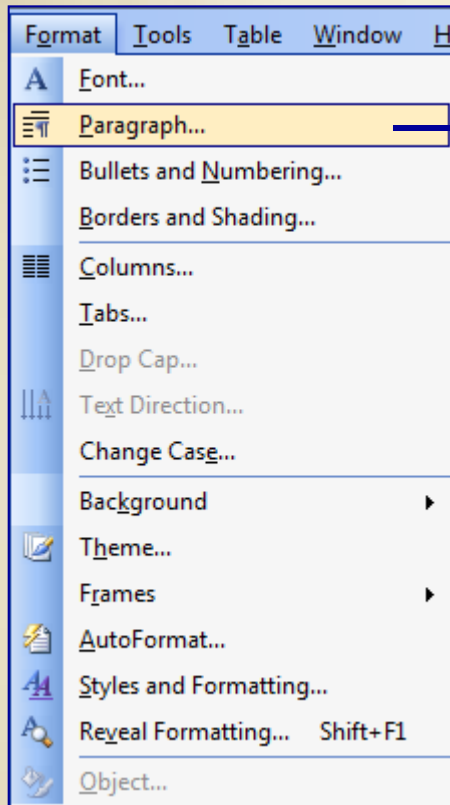 Format Tools Table Window H
Font...
Paragraph...
Bullets and Numbering...
Borders and Shading...
Columns...
Tabs...
Drop Cap...
Text Direction...
Change Case...
Background
Theme...
Frames
AutoFormat...
Styles and Formatting...
Reveal Formatting... Shift+F1
Object...